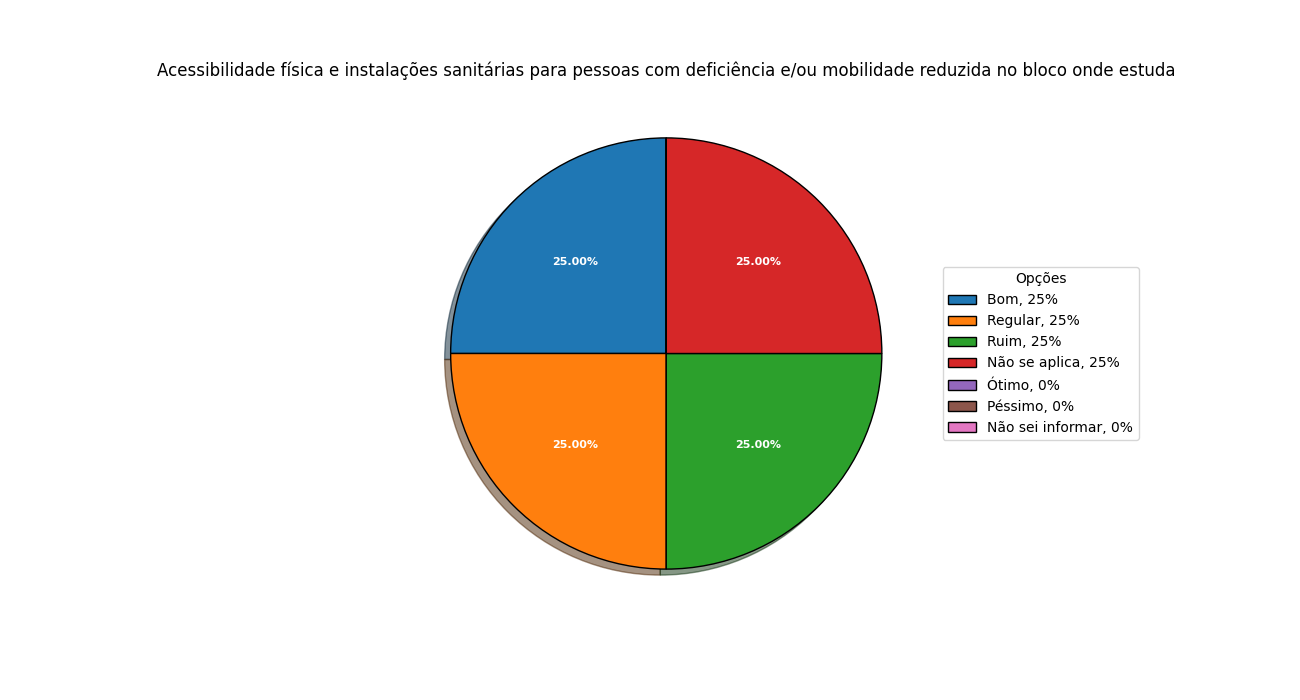 Acessibilidade física e instalações sanitárias para pessoas com deficiência e/ou mobilidade reduzida no bloco onde estuda
25.00%
25.00%
25.00%
25.00%
Opções
Bom, 25%
Regular, 25%
Ruim, 25%
Não se aplica, 25%
Ótimo, 0%
Péssimo, 0%
Não sei informar, 0%